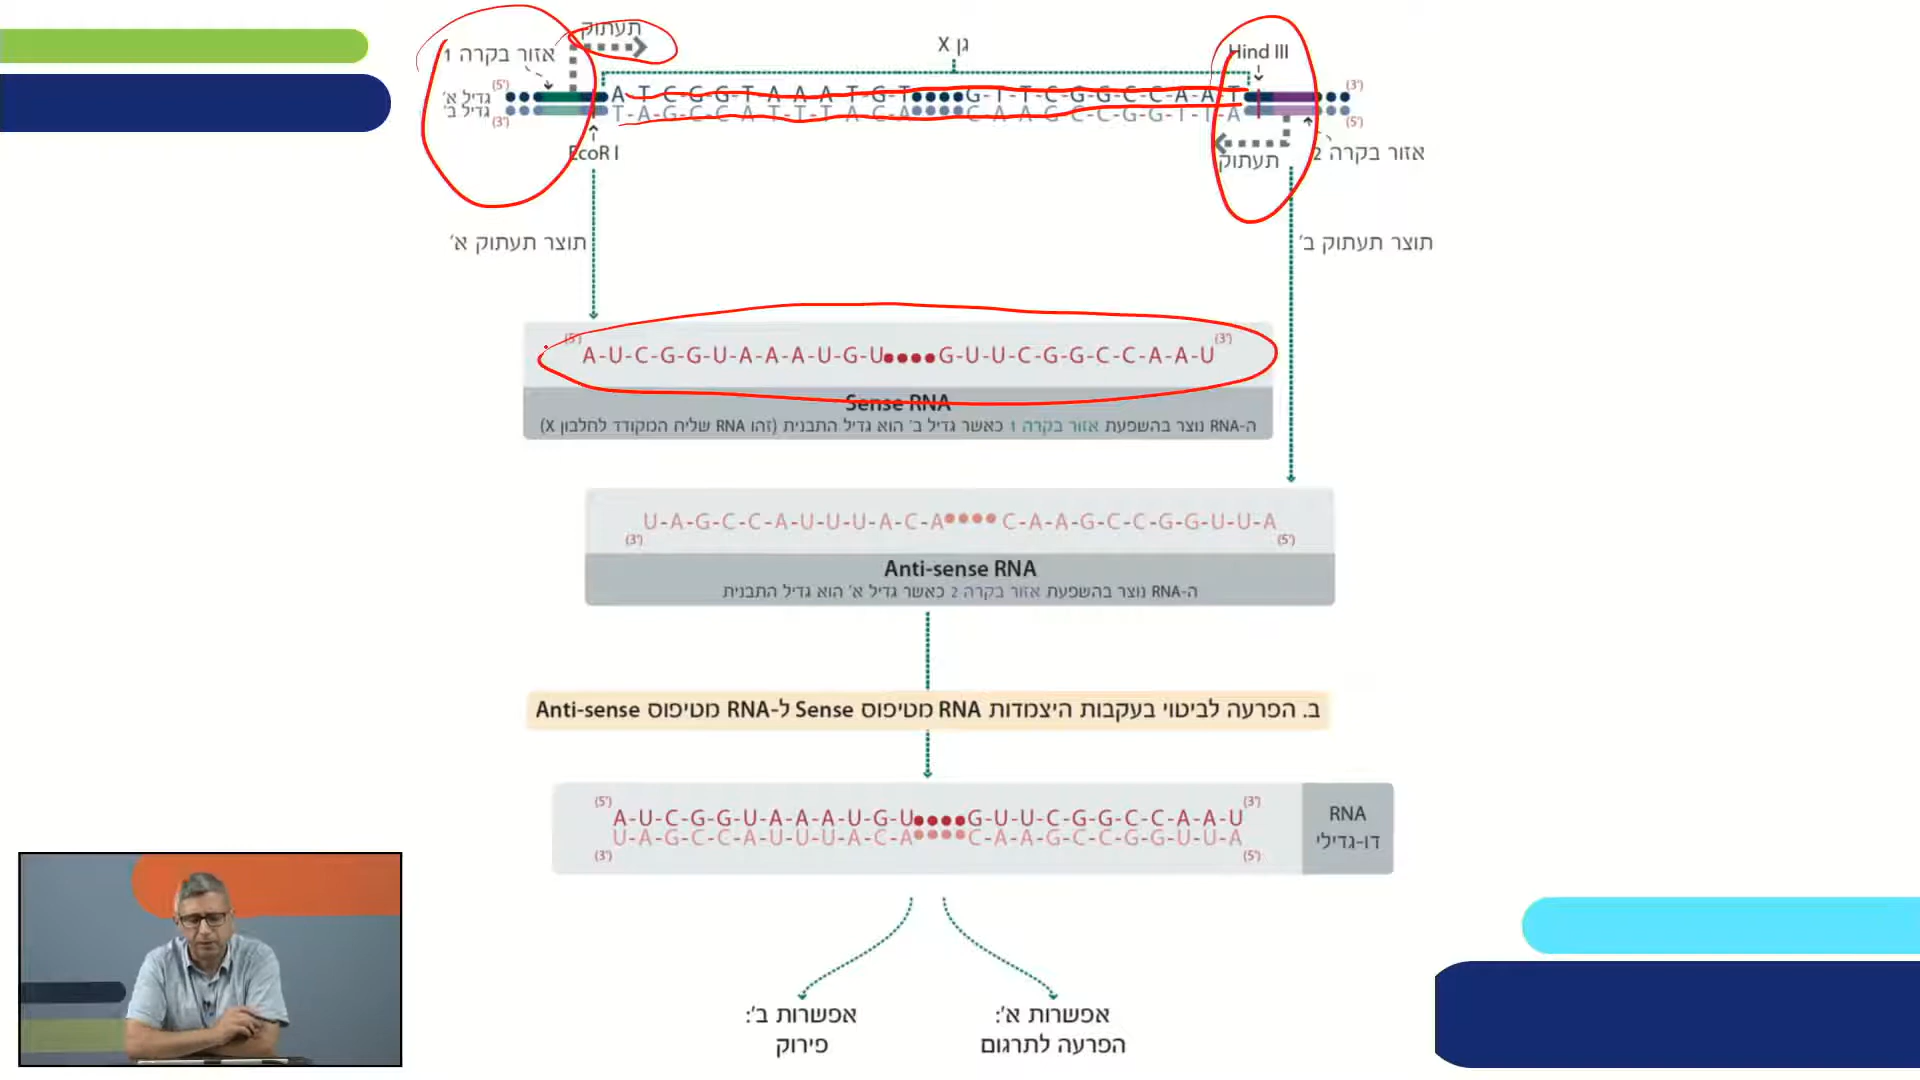 תעתוק
אזור בקרה 1
גן X
Hind III
גדיל א'
(5')
A-T-C-G-G-T-A-A-A-T-G-T••••G-T-T-C-G-G-C-C-A-A-T
(3')
גדיל ב'
(3')
T-A-G-C-C-A-T-T-T-A-C-A••••C-A-A-G-C-C-G-G-T-T-A
(5')
EcoR I
תעתוק
אזור בקרה 2
תוצר תעתוק א'
תוצר תעתוק ב'
(5')
(3')
A-U-C-G-G-U-A-A-A-U-G-U••••G-U-U-C-G-G-C-C-A-A-U
Sense RNA
ה-RNA נוצר בהשפעת אזור בקרה 1 כאשר גדיל ב' הוא גדיל התבנית (זהו RNA שליח המקודד לחלבון X)
U-A-G-C-C-A-U-U-U-A-C-A••••C-A-A-G-C-C-G-G-U-U-A
(3')
(5')
Anti-sense RNA
ה-RNA נוצר בהשפעת אזור בקרה 2 כאשר גדיל א' הוא גדיל התבנית
ב. הפרעה לביטוי בעקבות היצמדות RNA מטיפוס Sense ל-RNA מטיפוס Anti-sense
(5')
(3')
A-U-C-G-G-U-A-A-A-U-G-U••••G-U-U-C-G-G-C-C-A-A-U
U-A-G-C-C-A-U-U-U-A-C-A••••C-A-A-G-C-C-G-G-U-U-A
(3')
(5')
RNA
דו-גדילי
אפשרות א':
הפרעה לתרגום
אפשרות ב':
פירוק